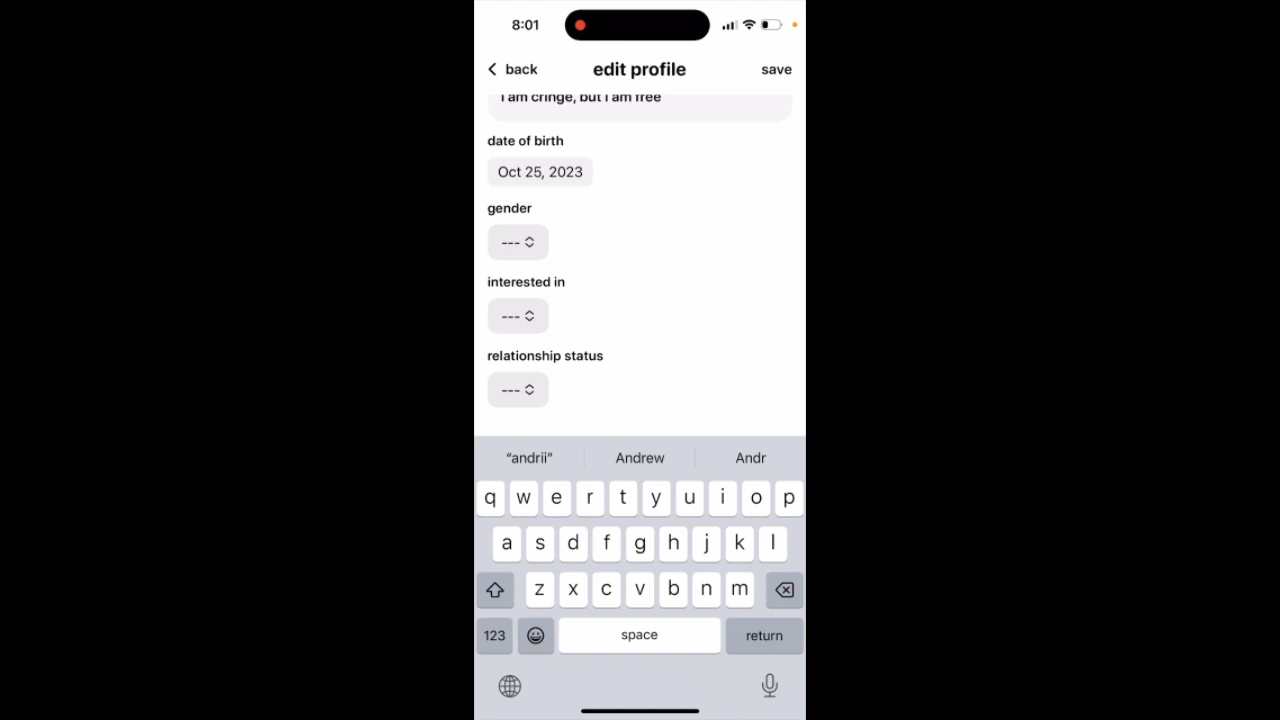 8:01
back
edit profile
save
I am cringe, but I am free
date of birth
Oct 25, 2023
gender
---
interested in
---
relationship status
---
“andrii” Andrew Andr
q w e r t y u i o p
a s d f g h j k l
z x c v b n m
123 space return